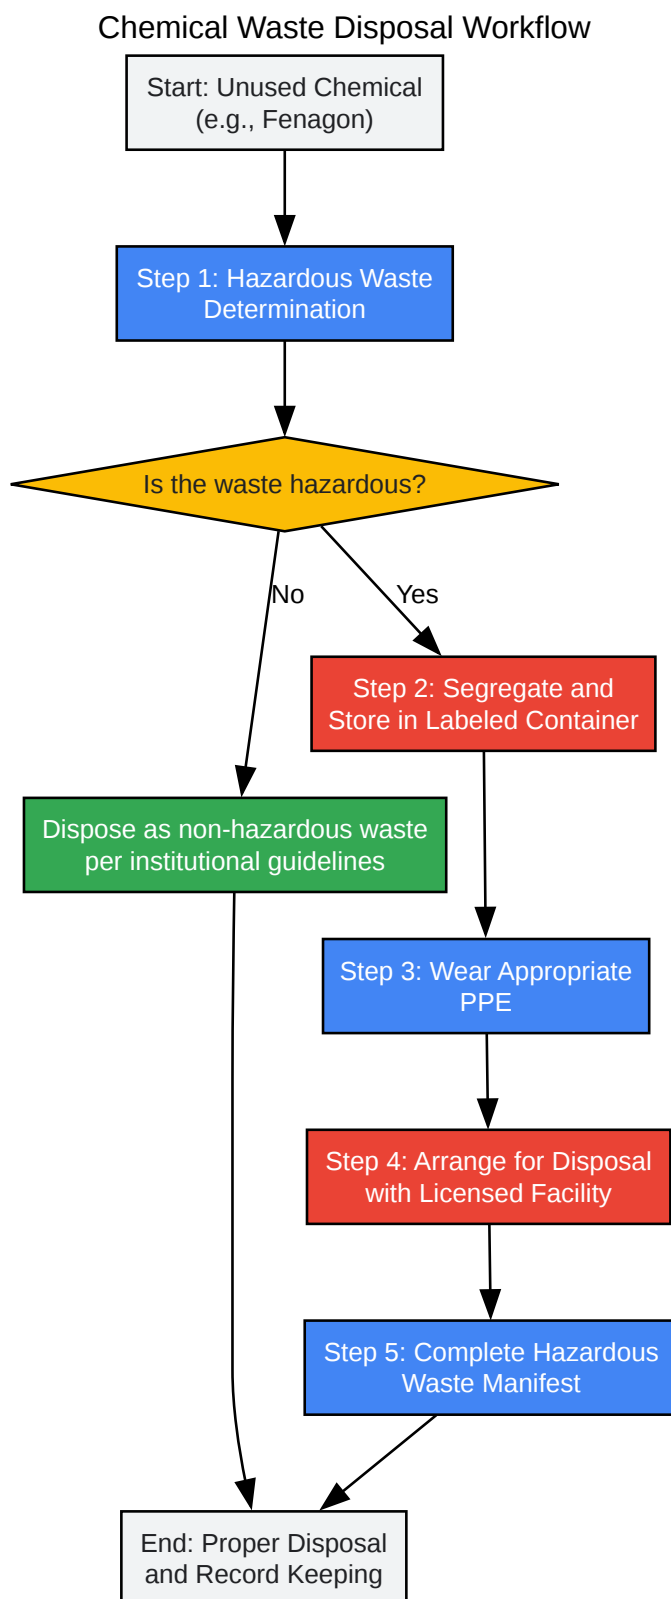 Chemical Waste Disposal Workflow
Start: Unused Chemical
(e.g., Fenagon)
Step 1: Hazardous Waste
Determination
Is the waste hazardous?
No
Yes
Step 2: Segregate and
Store in Labeled Container
Dispose as non-hazardous waste
per institutional guidelines
Step 3: Wear Appropriate
PPE
Step 4: Arrange for Disposal
with Licensed Facility
Step 5: Complete Hazardous
Waste Manifest
End: Proper Disposal
and Record Keeping